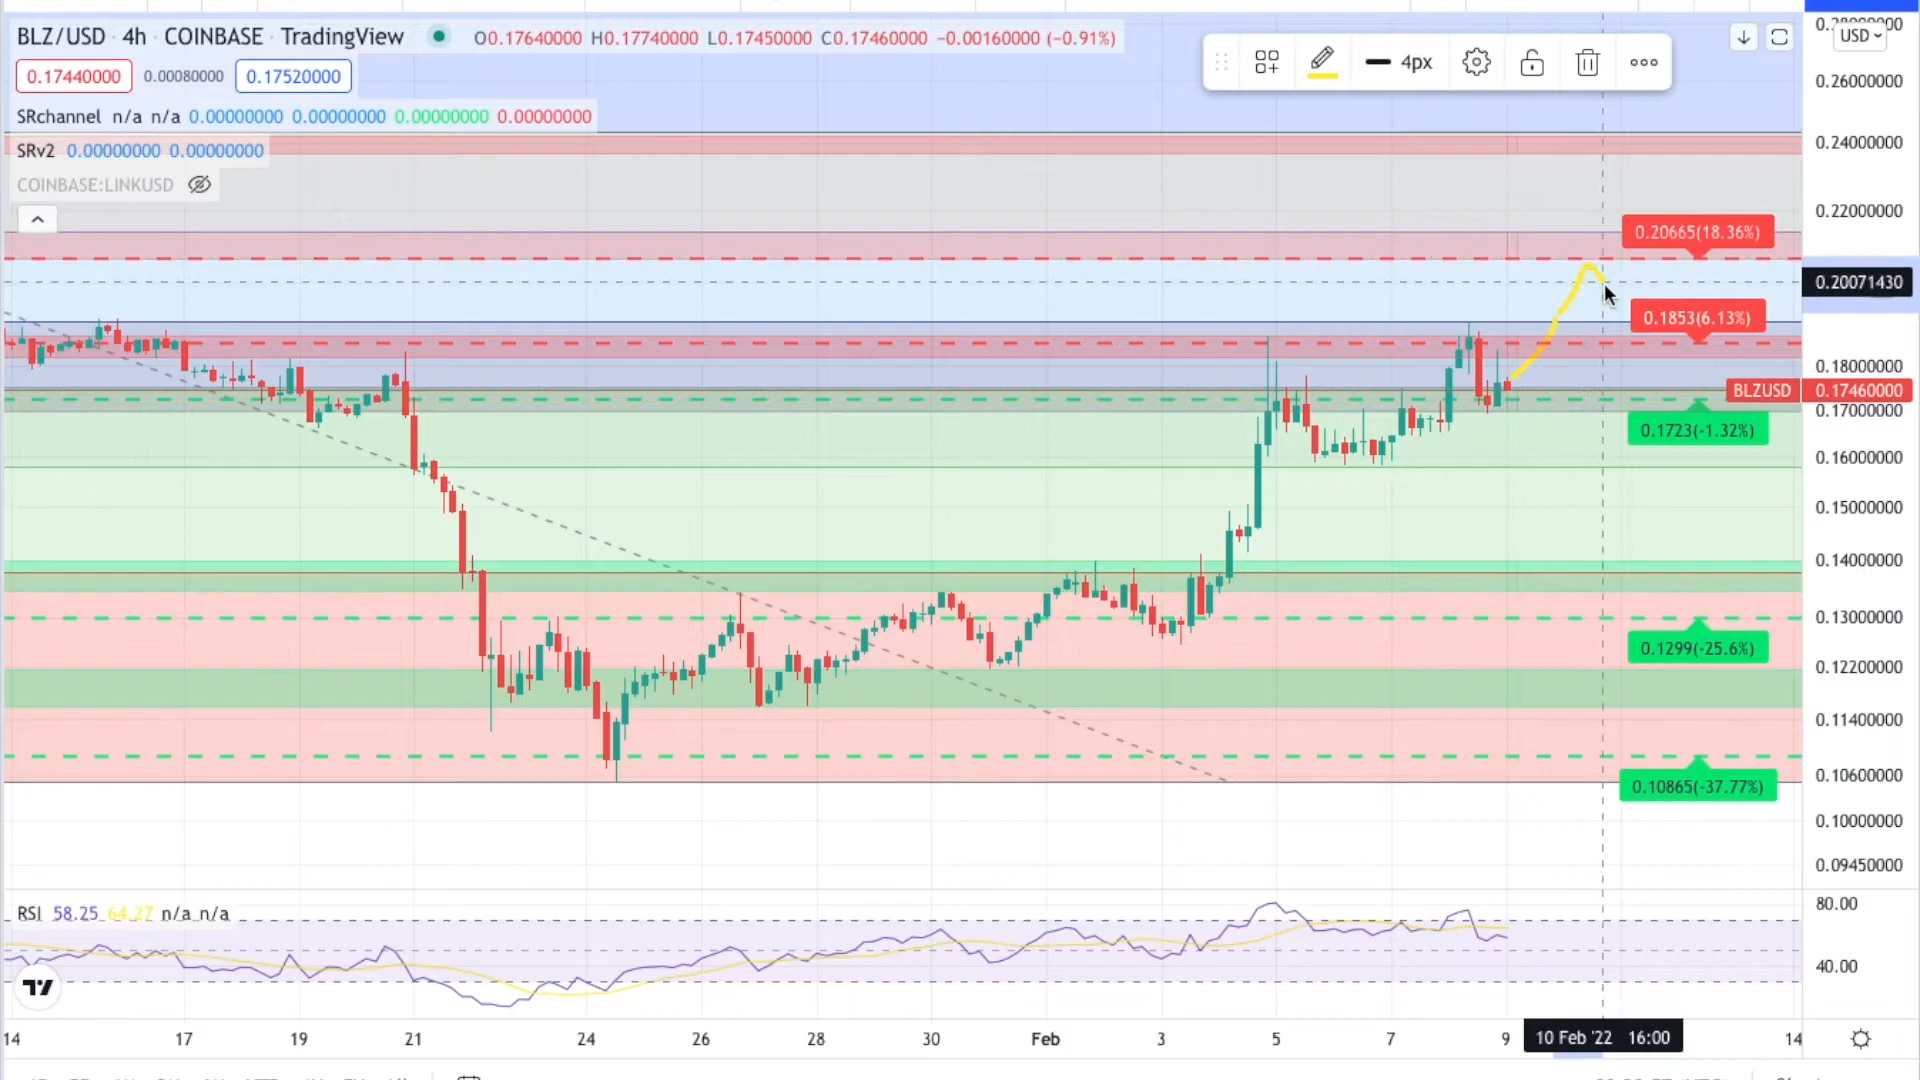 BLZ/USD · 4h · COINBASE · TradingView O0.17640000 H0.17740000 L0.17450000 C0.17460000 −0.00160000 (−0.91%)
0.17440000 0.00080000 0.17520000
SRchannel n/a n/a 0.00000000 0.00000000 0.00000000 0.00000000
SRv2 0.00000000 0.00000000
COINBASE:LINKUSD
4px
USD
0.28000000
0.26000000
0.24000000
0.22000000
0.20665(18.36%)
0.20071430
0.1853(6.13%)
0.18000000
BLZUSD 0.17460000
0.17000000
0.1723(-1.32%)
0.16000000
0.15000000
0.14000000
0.13000000
0.1299(-25.6%)
0.12200000
0.11400000
0.10600000
0.10865(-37.77%)
0.10000000
0.09450000
RSI 58.25 64.27 n/a n/a
80.00
40.00
14 17 19 21 24 26 28 30 Feb 3 5 7 9 10 Feb '22 16:00 14